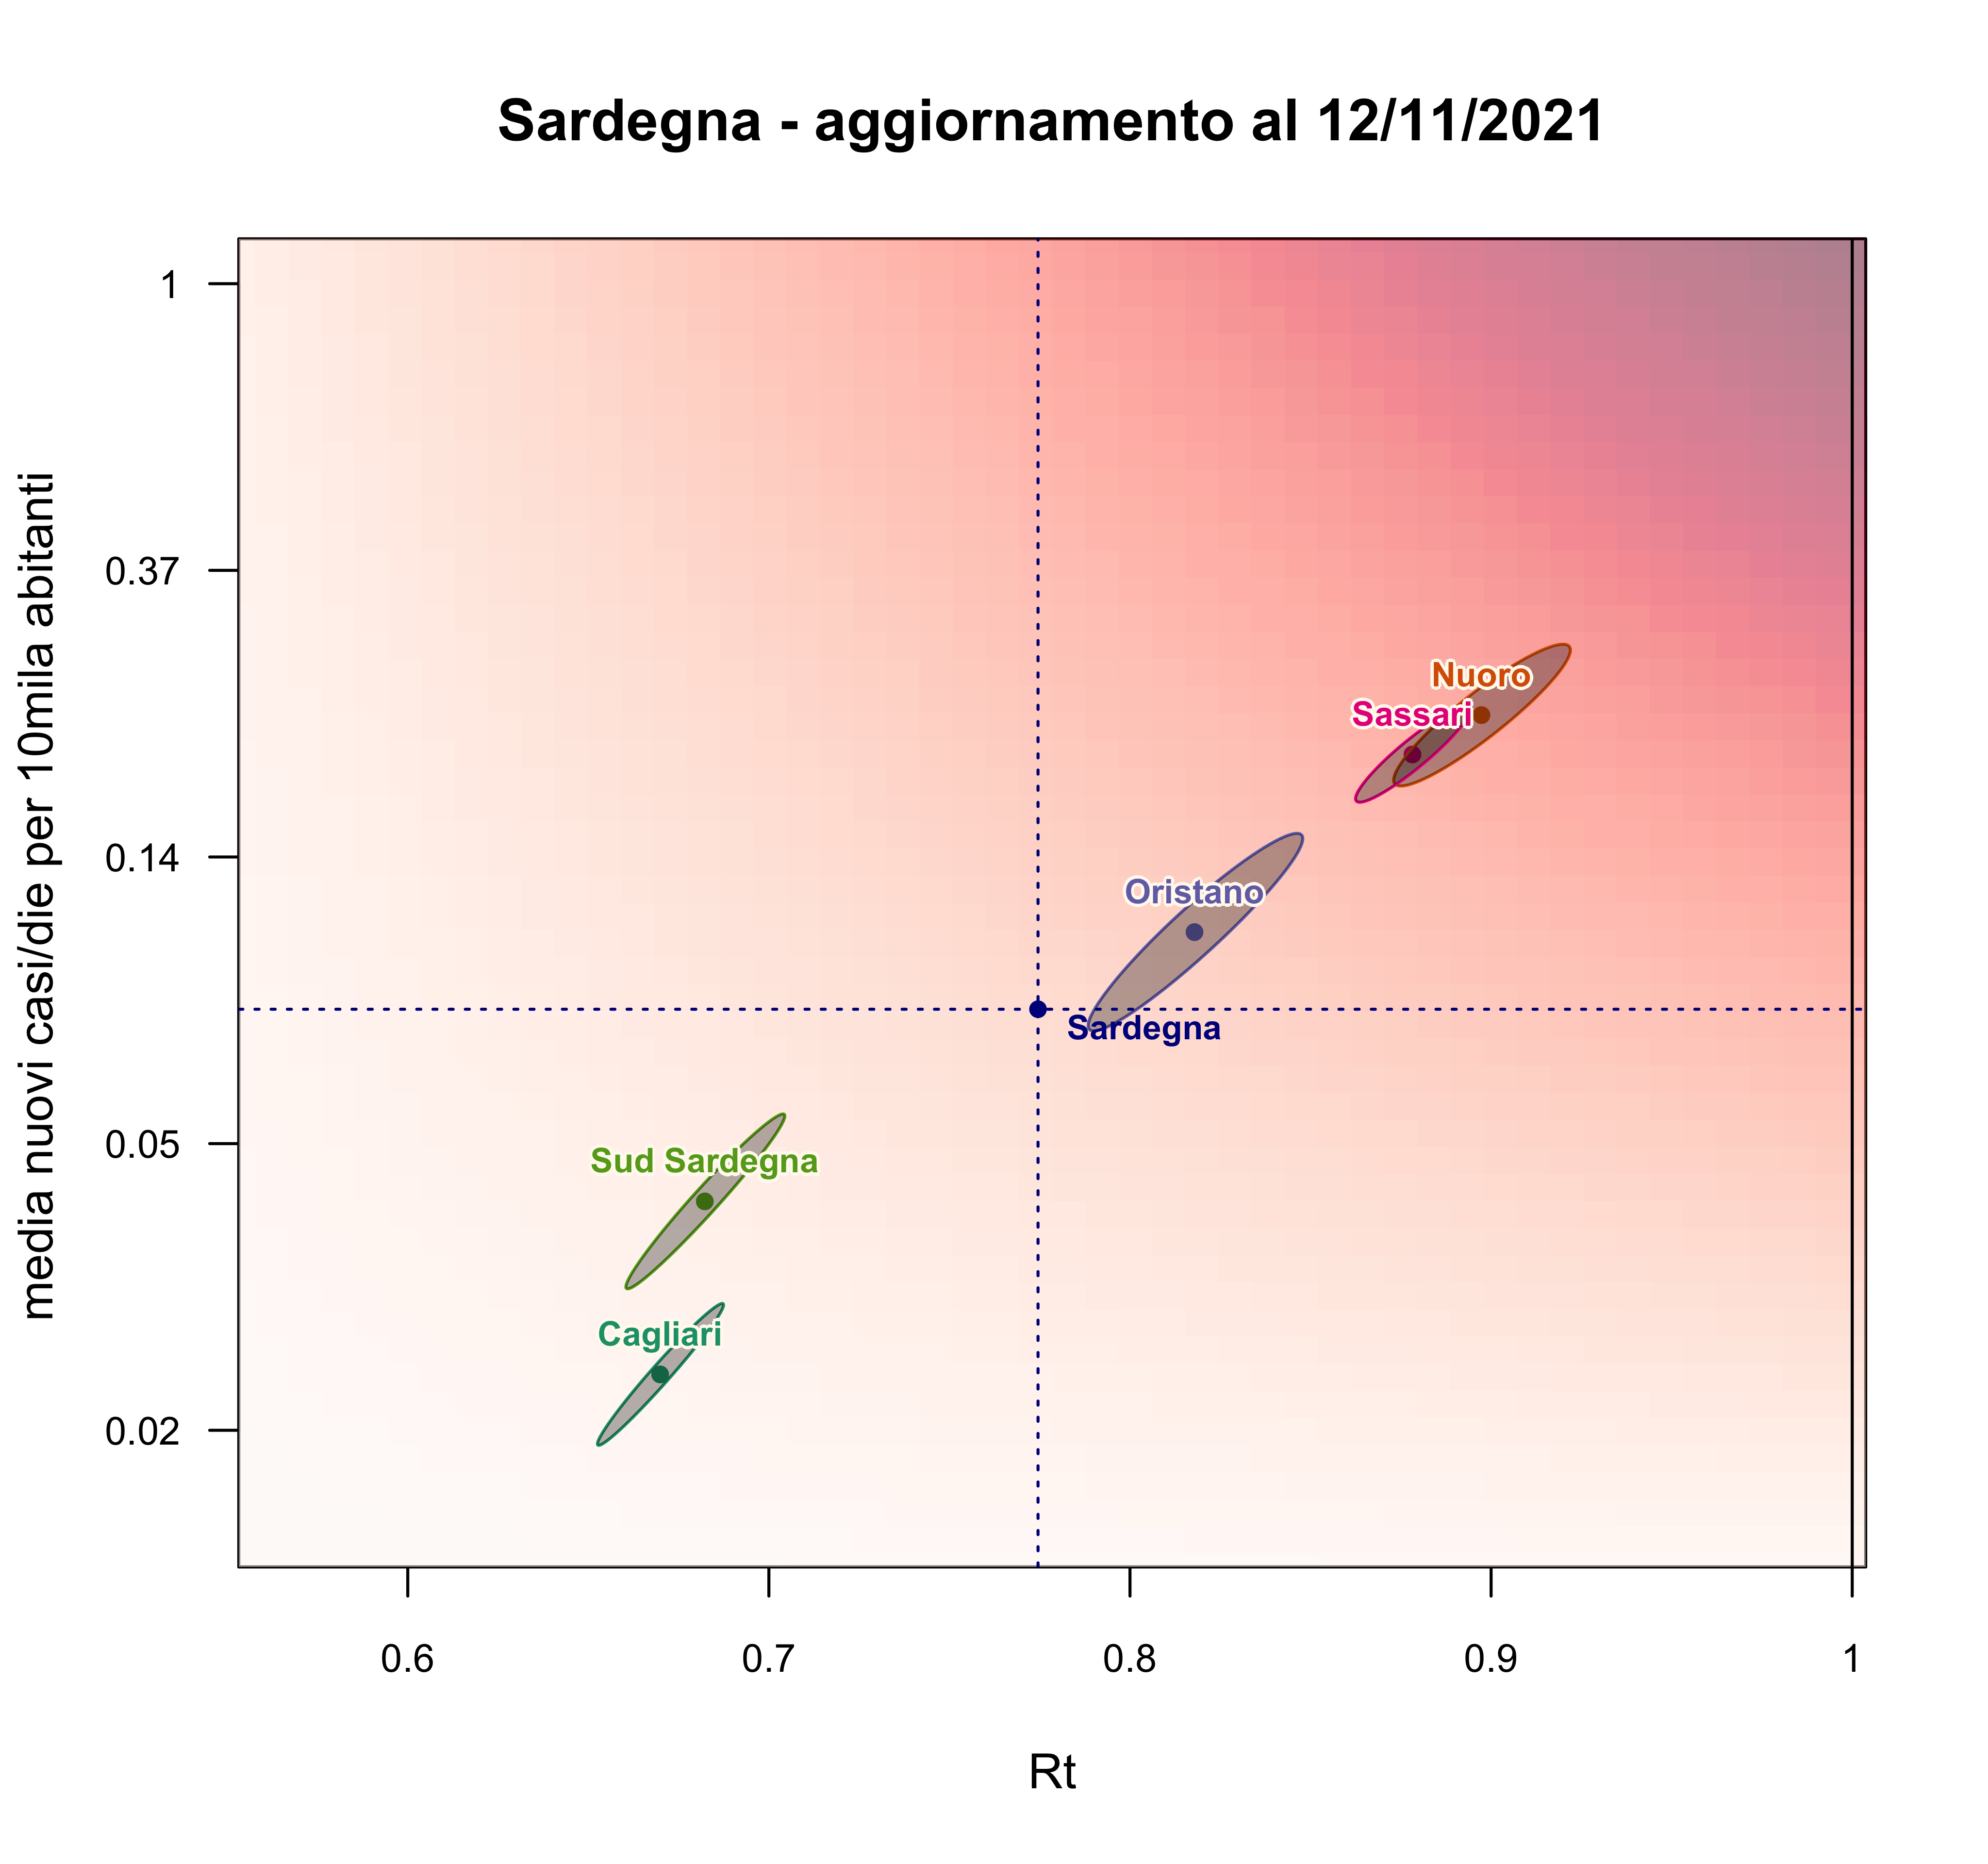 Sardegna - aggiornamento al 12/11/2021
media nuovi casi/die per 10mila abitanti
1
0.37
0.14
0.05
0.02
Nuoro
Sassari
Oristano
Sardegna
Sud Sardegna
Cagliari
0.6
0.7
0.8
0.9
1
Rt